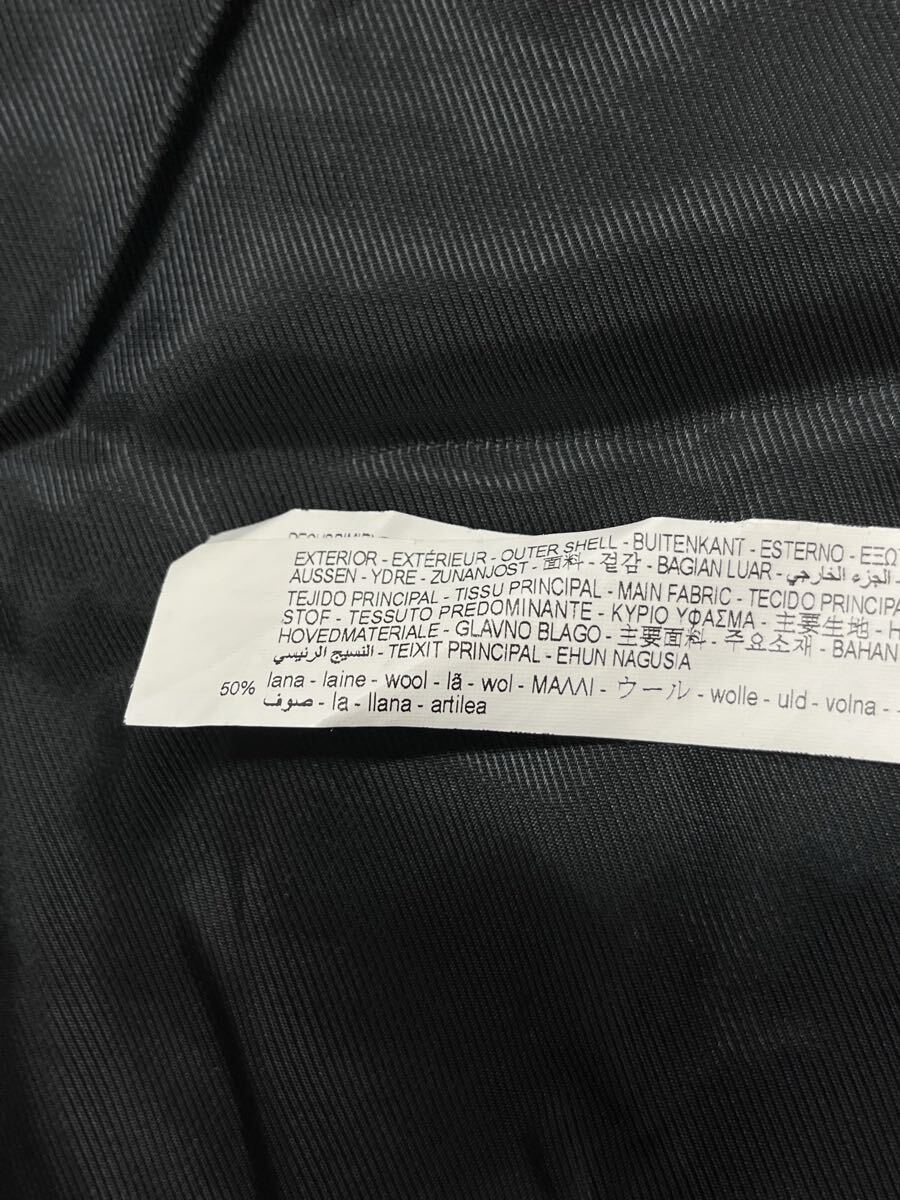 EXTERIOR - EXTÉRIEUR - OUTER SHELL - BUITENKANT - ESTERNO - ΕΞΩΤ
AUSSEN - YDRE - ZUNANJOST - 面料 - 겉감 - BAGIAN LUAR - الجزء الخارجي -
TEJIDO PRINCIPAL - TISSU PRINCIPAL - MAIN FABRIC - TECIDO PRINCIPA
STOF - TESSUTO PREDOMINANTE - ΚΥΡΙΟ ΥΦΑΣΜΑ - 主要生地 - H
HOVEDMATERIALE - GLAVNO BLAGO - 主要面料 - 주요소재 - BAHAN
النسيج الرئيسي - TEIXIT PRINCIPAL - EHUN NAGUSIA
50% lana - laine - wool - lã - wol - ΜΑΛΛΙ - ウール - wolle - uld - volna -
صوف - la - llana - artilea